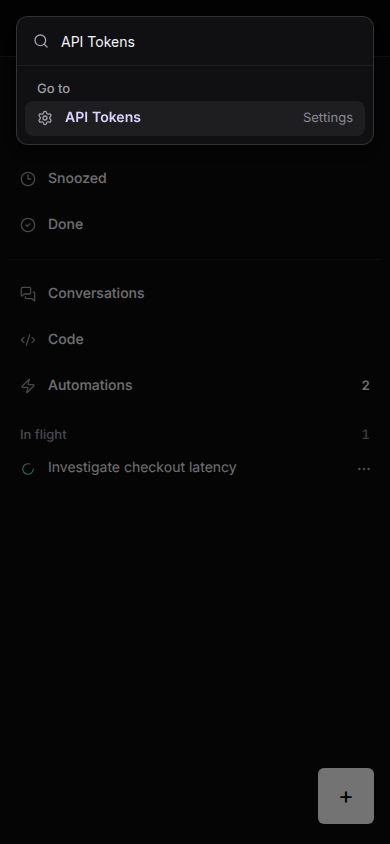 API Tokens
Go to
API Tokens Settings
Snoozed
Done
Conversations
Code
Automations 2
In flight 1
Investigate checkout latency